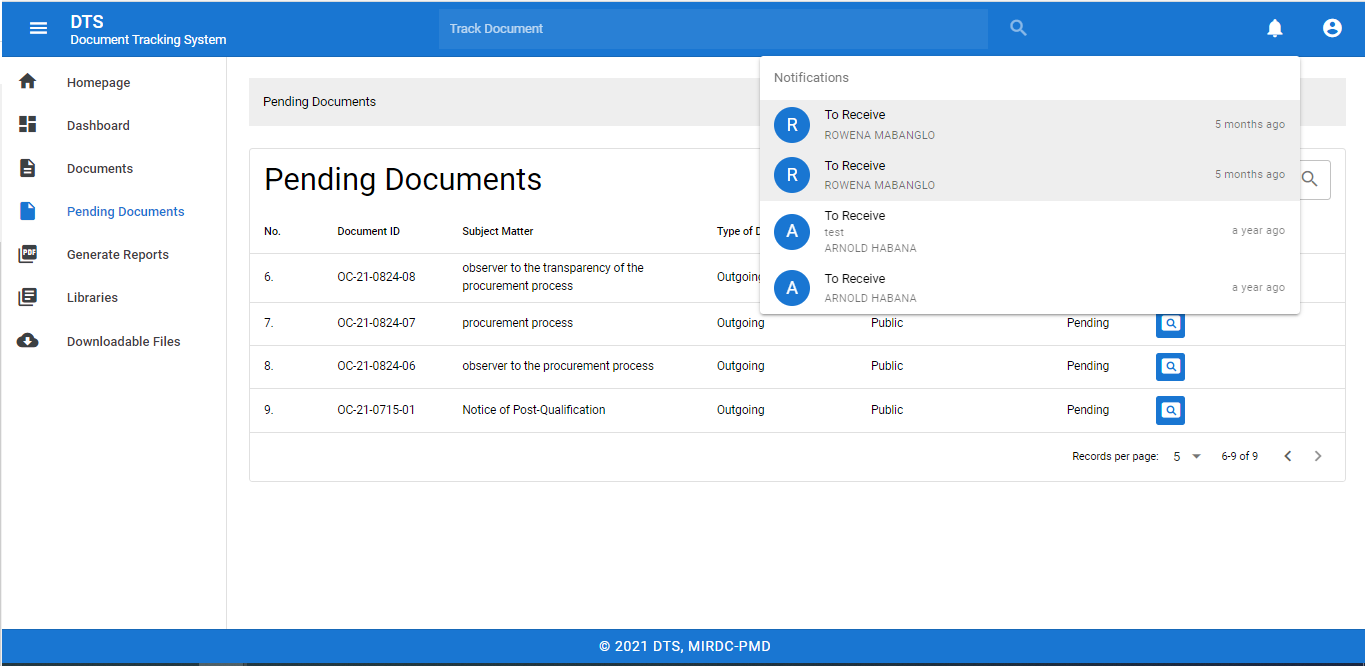 DTS
Document Tracking System
Track Document
Homepage
Dashboard
Documents
Pending Documents
Generate Reports
Libraries
Downloadable Files
Pending Documents
Pending Documents
Notifications
R To Receive 5 months ago
ROWENA MABANGLO
R To Receive 5 months ago
ROWENA MABANGLO
A To Receive a year ago
test
ARNOLD HABANA
A To Receive a year ago
ARNOLD HABANA
No. Document ID Subject Matter Type of D
6. OC-21-0824-08 observer to the transparency of the procurement process Outgoing
7. OC-21-0824-07 procurement process Outgoing Public Pending
8. OC-21-0824-06 observer to the procurement process Outgoing Public Pending
9. OC-21-0715-01 Notice of Post-Qualification Outgoing Public Pending
Records per page: 5 6-9 of 9
PDF
© 2021 DTS, MIRDC-PMD